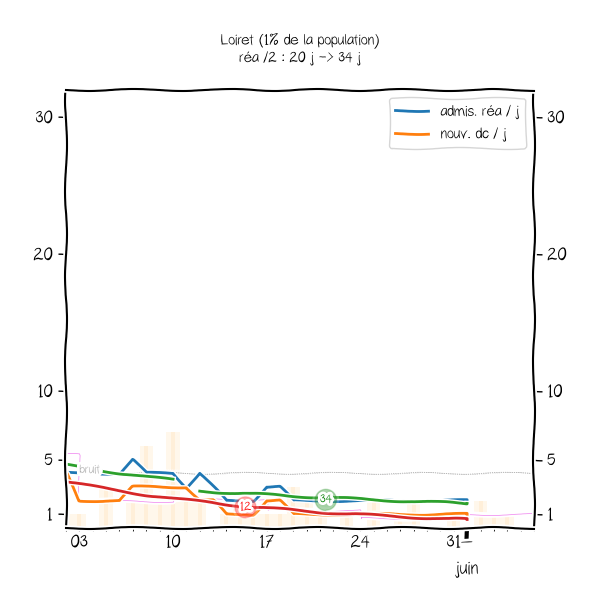 Loiret (1% de la population)
réa /2 : 20 j -> 34 j
admis. réa / j
nouv. dc / j
30
30
20
20
10
10
5
5
bruit
34
12
1
1
03
10
17
24
31
juin